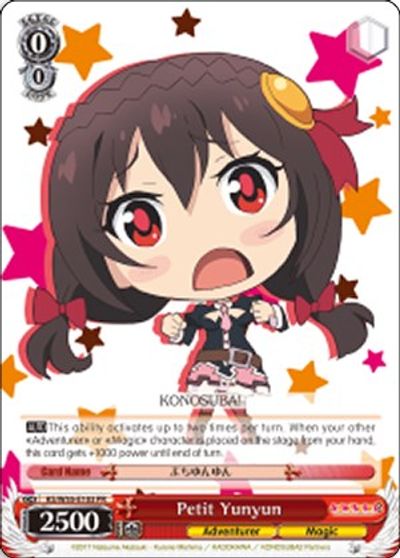 0
0
KONOSUBA!
AUTO This ability activates up to two times per turn. When your other
«Adventurer» or «Magic» character is placed on the stage from your hand,
this card gets +1000 power until end of turn.
Card Name
ぷちゆんゆん
2500
Petit Yunyun
Adventurer
Magic